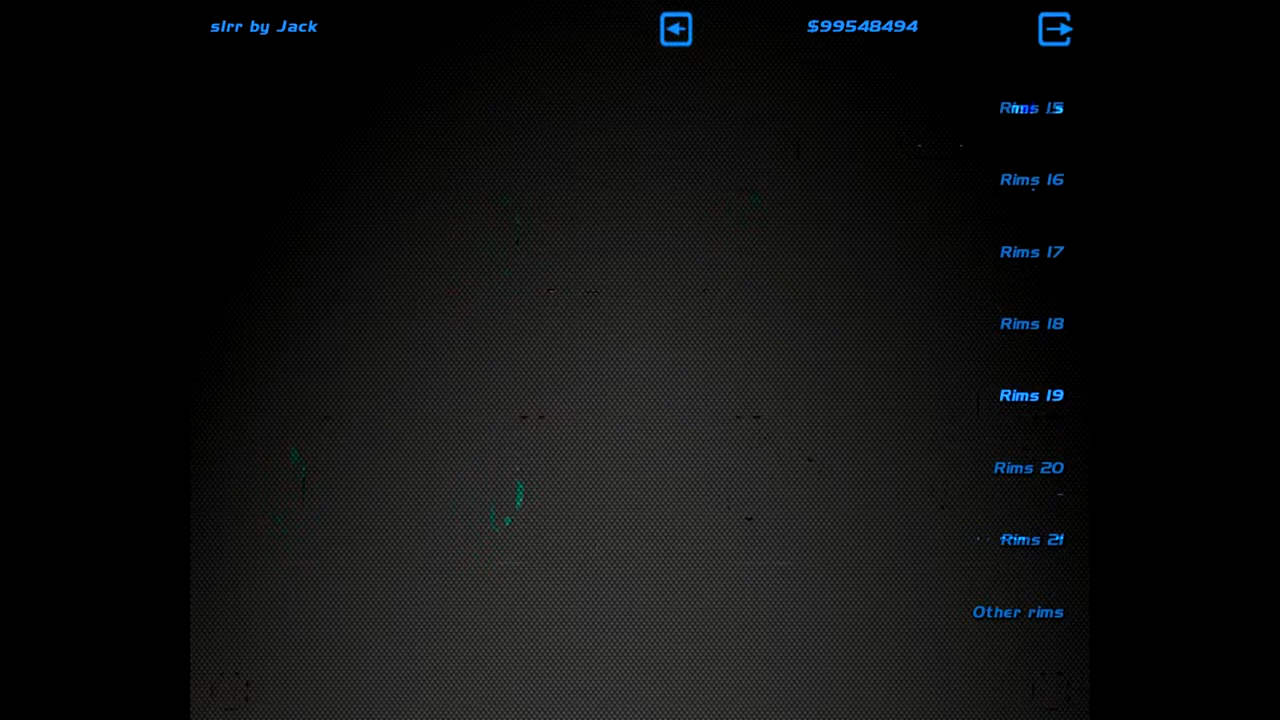 slrr by Jack
$99548494
Rims 15
Rims 16
Rims 17
Rims 18
Rims 19
Rims 20
Rims 21
Other rims